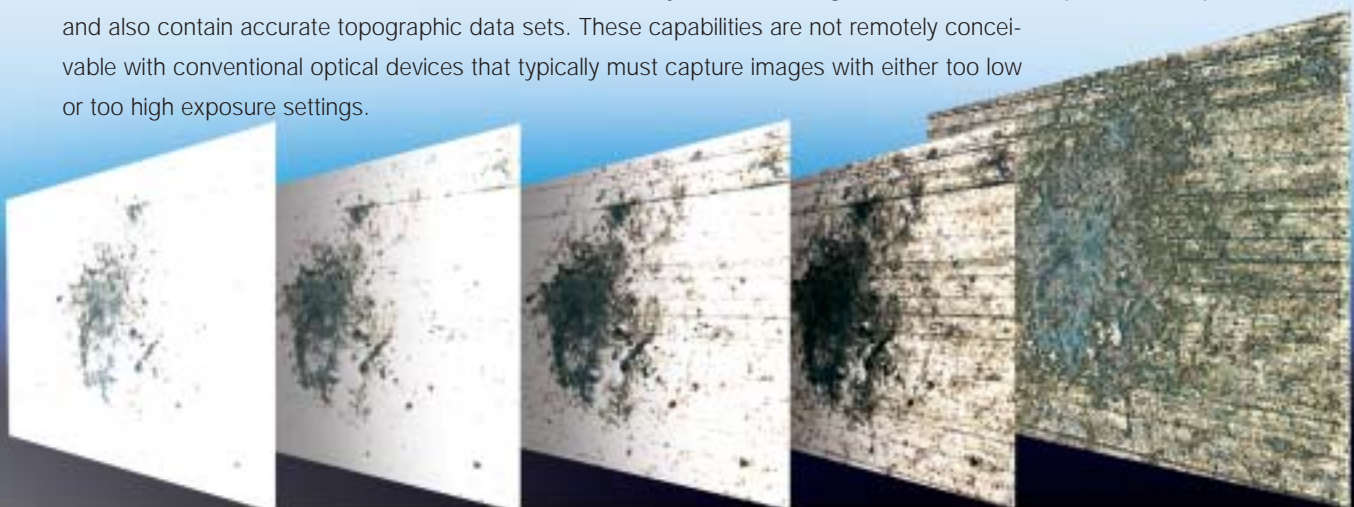 and also contain accurate topographic data sets. These capabilities are not remotely concei-
vable with conventional optical devices that typically must capture images with either too low
or too high exposure settings.